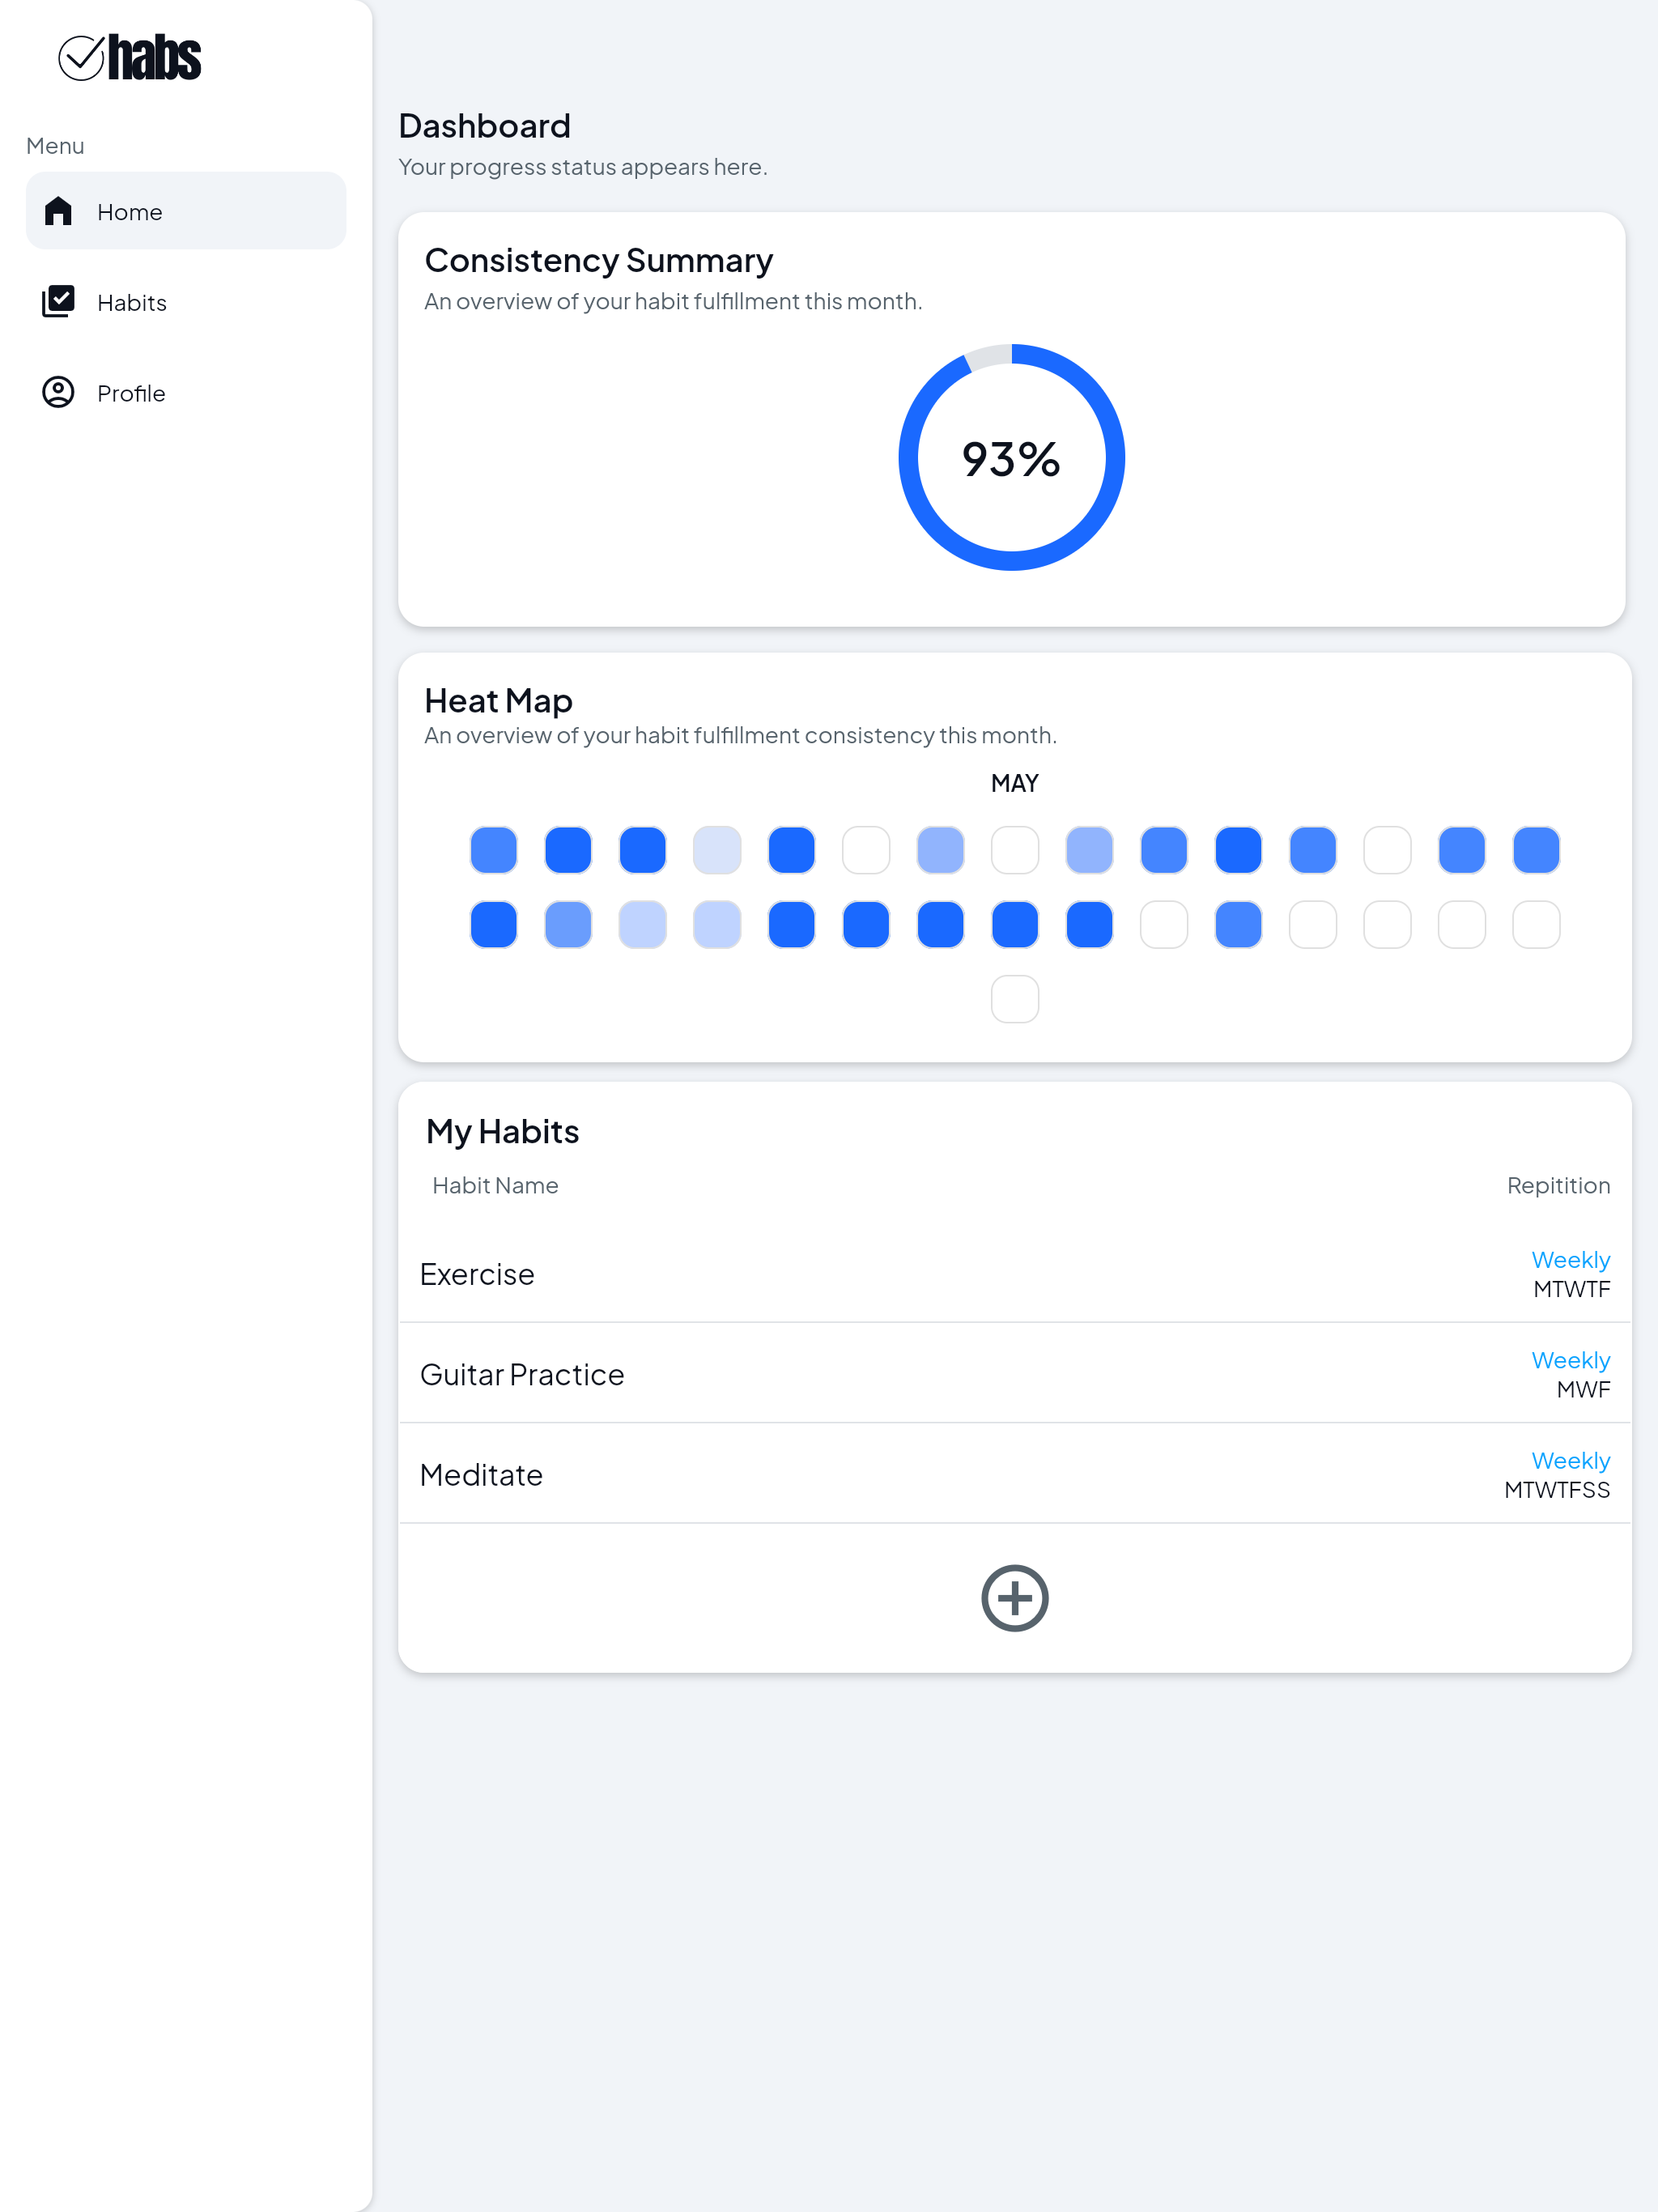 habs
Menu
Home
Habits
Profile
Dashboard
Your progress status appears here.
Consistency Summary
An overview of your habit fulfillment this month.
93%
Heat Map
An overview of your habit fulfillment consistency this month.
MAY
My Habits
Habit Name
Repitition
Exercise
Weekly
MTWTF
Guitar Practice
Weekly
MWF
Meditate
Weekly
MTWTFSS